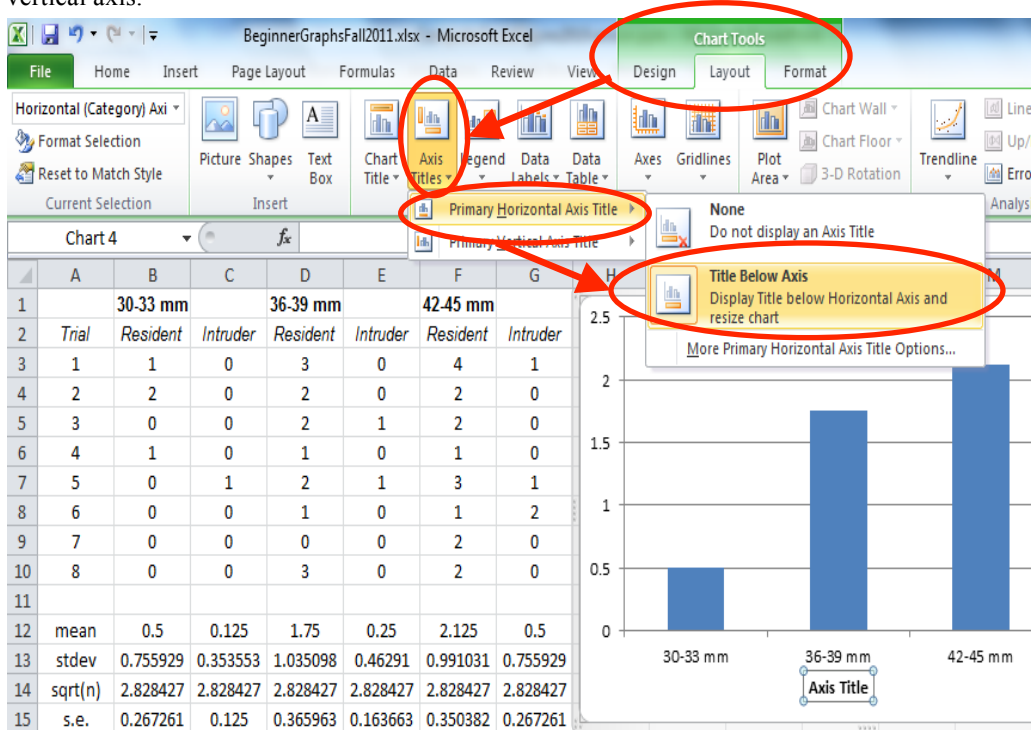 vertical axis.
BeginnerGraphsFall2011.xlsx - Microsoft Excel
Chart Tools
File Home Insert Page Layout Formulas Data Review View Design Layout Format
Horizontal (Category) Axi
Format Selection
Reset to Match Style
Current Selection
Picture Shapes Text Box
Insert
Chart Title Axis Titles Legend Data Labels Data Table
Axes Gridlines Plot Area
Chart Wall
Chart Floor
3-D Rotation
Trendline
Line
Up/
Erro
Analys
Primary Horizontal Axis Title
Primary Vertical Axis Title
None
Do not display an Axis Title
Title Below Axis
Display Title below Horizontal Axis and
resize chart
More Primary Horizontal Axis Title Options...
Chart 4 fx
A B C D E F G H M
1 30-33 mm 36-39 mm 42-45 mm
2 Trial Resident Intruder Resident Intruder Resident Intruder
3 1 1 0 3 0 4 1
4 2 2 0 2 0 2 0
5 3 0 0 2 1 2 0
6 4 1 0 1 0 1 0
7 5 0 1 2 1 3 1
8 6 0 0 1 0 1 2
9 7 0 0 0 0 2 0
10 8 0 0 3 0 2 0
11
12 mean 0.5 0.125 1.75 0.25 2.125 0.5
13 stdev 0.755929 0.353553 1.035098 0.46291 0.991031 0.755929
14 sqrt(n) 2.828427 2.828427 2.828427 2.828427 2.828427 2.828427
15 s.e. 0.267261 0.125 0.365963 0.163663 0.350382 0.267261
2.5
2
1.5
1
0.5
0
30-33 mm 36-39 mm 42-45 mm
Axis Title